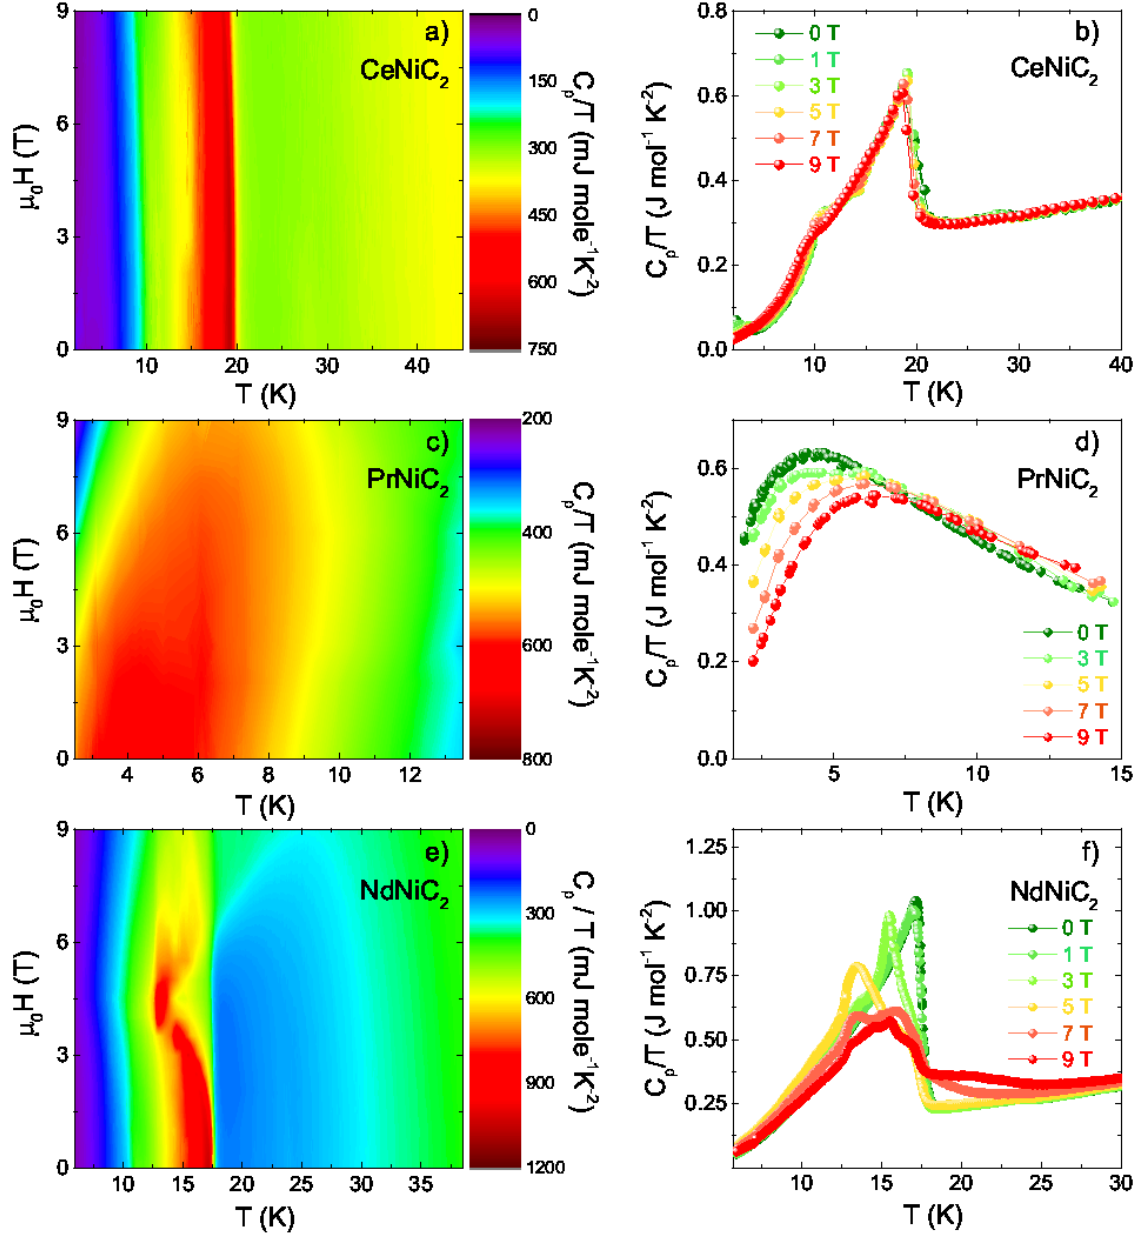 a)
CeNiC₂
μ₀H (T)
9
6
3
0
10 20 30 40
T (K)
0
150
300
450
600
750
Cₚ/T (mJ mole⁻¹K⁻²)
b)
CeNiC₂
Cₚ/T (J mol⁻¹ K⁻²)
0.8
0.6
0.4
0.2
0.0
0 T
1 T
3 T
5 T
7 T
9 T
10 20 30 40
T (K)
c)
PrNiC₂
μ₀H (T)
9
6
3
0
4 6 8 10 12
T (K)
200
400
600
800
Cₚ/T (mJ mole⁻¹K⁻²)
d)
PrNiC₂
Cₚ/T (J mol⁻¹ K⁻²)
0.6
0.4
0.2
0.0
0 T
3 T
5 T
7 T
9 T
5 10 15
T (K)
e)
NdNiC₂
μ₀H (T)
9
6
3
0
10 15 20 25 30 35
T (K)
0
300
600
900
1200
Cₚ / T (mJ mole⁻¹K⁻²)
f)
NdNiC₂
Cₚ/T (J mol⁻¹ K⁻²)
1.25
1.00
0.75
0.50
0.25
0 T
1 T
3 T
5 T
7 T
9 T
10 15 20 25 30
T (K)